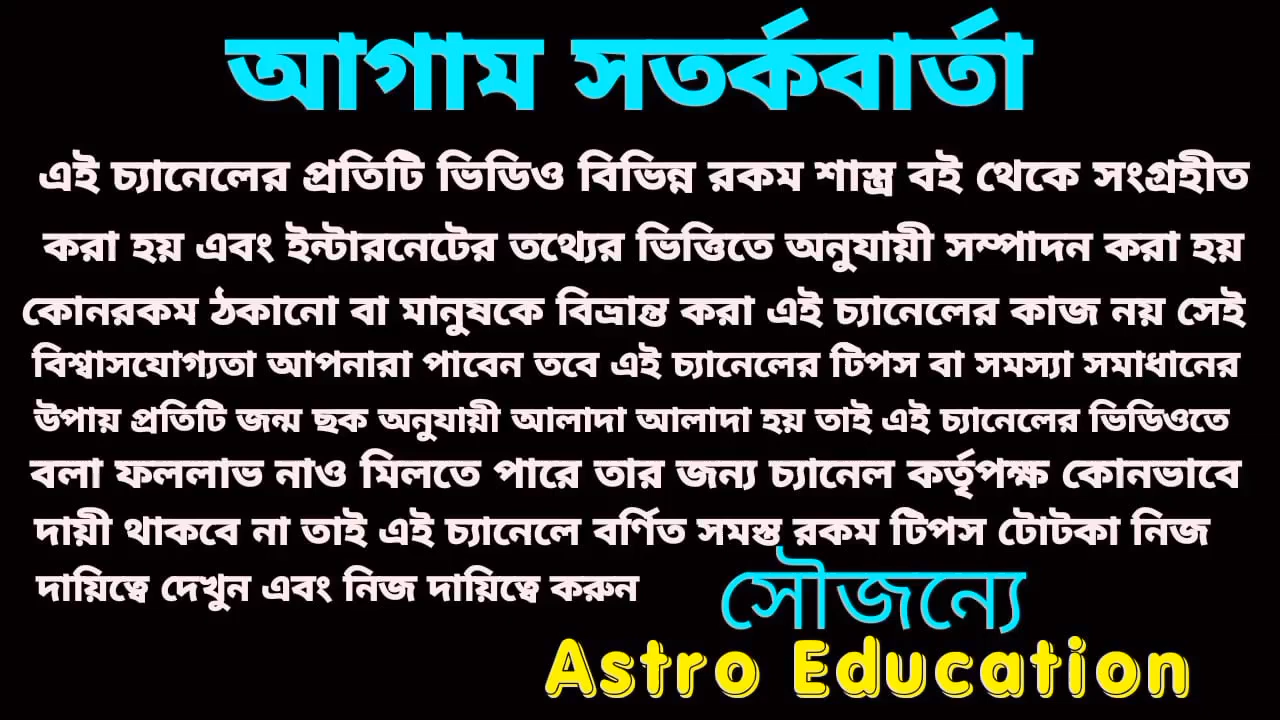 আগাম সতর্কবার্তা
এই চ্যানেলের প্রতিটি ভিডিও বিভিন্ন রকম শাস্ত্র বই থেকে সংগ্রহীত
করা হয় এবং ইন্টারনেটের তথ্যের ভিত্তিতে অনুযায়ী সম্পাদন করা হয়
কোনরকম ঠকানো বা মানুষকে বিভ্রান্ত করা এই চ্যানেলের কাজ নয় সেই
বিশ্বাসযোগ্যতা আপনারা পাবেন তবে এই চ্যানেলের টিপস বা সমস্যা সমাধানের
উপায় প্রতিটি জন্ম ছক অনুযায়ী আলাদা আলাদা হয় তাই এই চ্যানেলের ভিডিওতে
বলা ফললাভ নাও মিলতে পারে তার জন্য চ্যানেল কর্তৃপক্ষ কোনভাবে
দায়ী থাকবে না তাই এই চ্যানেলে বর্ণিত সমস্ত রকম টিপস টোটকা নিজ
দায়িত্বে দেখুন এবং নিজ দায়িত্বে করুন
সৌজন্যে
Astro Education